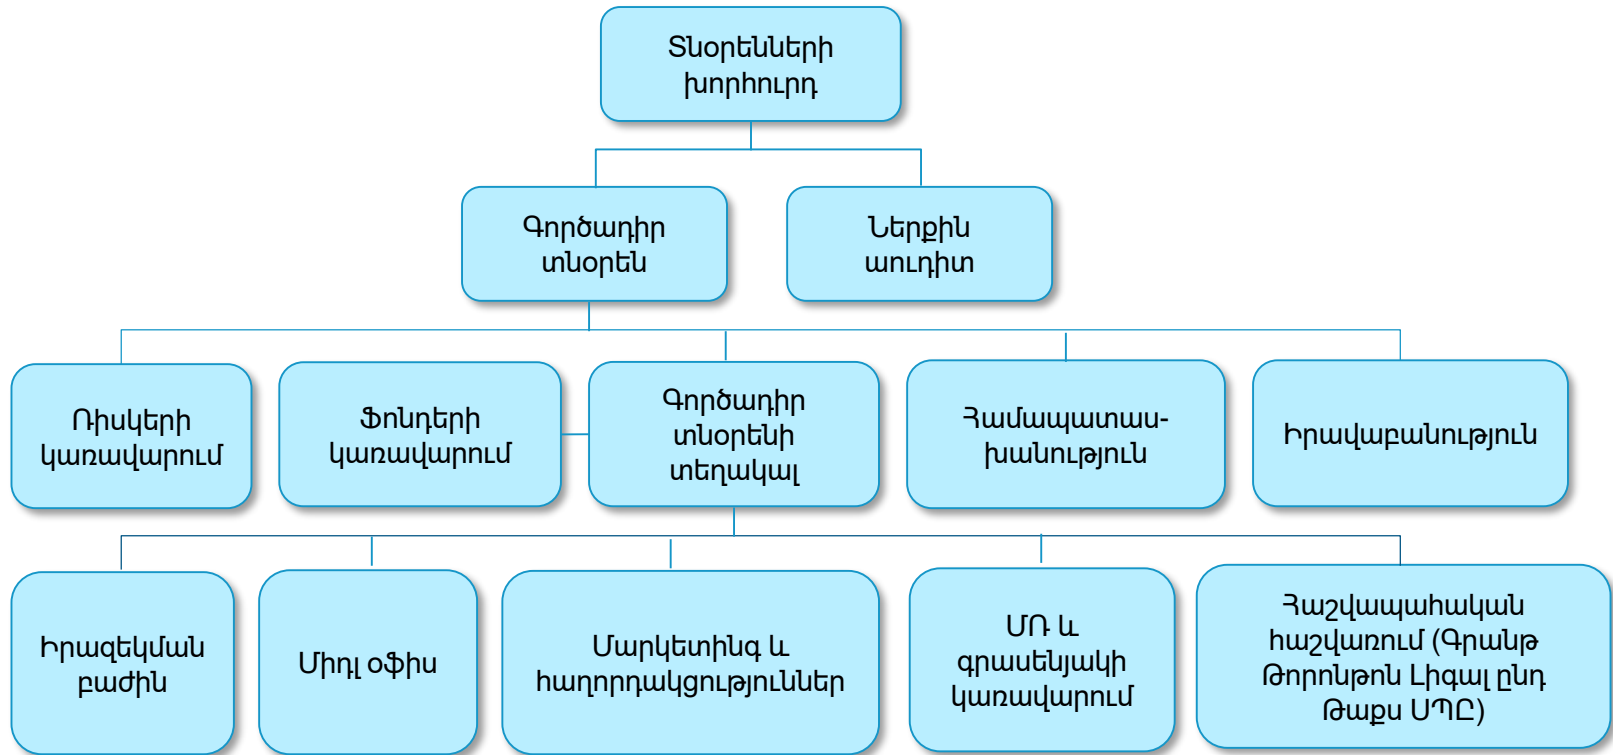 Տնօրենների
խորհուրդ
Գործադիր
տնօրեն
Ներքին
աուդիտ
Ռիսկերի
կառավարում
Ֆոնդերի
կառավարում
Գործադիր
տնօրենի
տեղակալ
Համապատաս-
խանություն
Իրավաբանություն
Իրազեկման
բաժին
Միդլ օֆիս
Մարկետինգ և
հաղորդակցություններ
ՄՌ և
գրասենյակի
կառավարում
Հաշվապահական
հաշվառում (Գրանթ
Թորոնթոն Լիգալ ընդ
Թաքս ՍՊԸ)